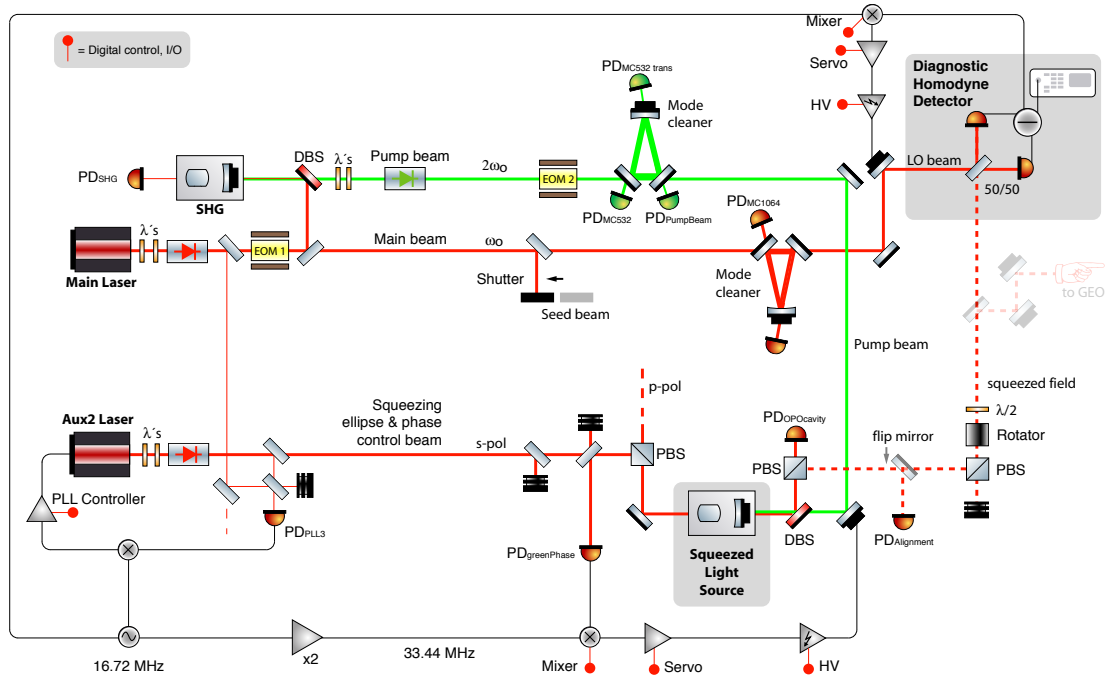 Mixer
= Digital control, I/O
Servo
PDMC532 trans
Diagnostic
Homodyne
Detector
HV
Mode
cleaner
DBS
λ´s
Pump beam
2ωo
EOM 2
LO beam
PDSHG
SHG
50/50
PDMC532
PDPumpBeam
PDMC1064
λ´s
EOM 1
Main beam
ωo
Main Laser
Shutter
Mode
cleaner
Seed beam
to GEO
Pump beam
p-pol
squeezed field
Aux2 Laser
λ´s
Squeezing
ellipse & phase
control beam
s-pol
PDOPOcavity
λ/2
flip mirror
Rotator
PBS
PBS
PBS
PLL Controller
PDPLL3
PDgreenPhase
DBS
PDAlignment
Squeezed
Light
Source
16.72 MHz
x2
33.44 MHz
Mixer
Servo
HV